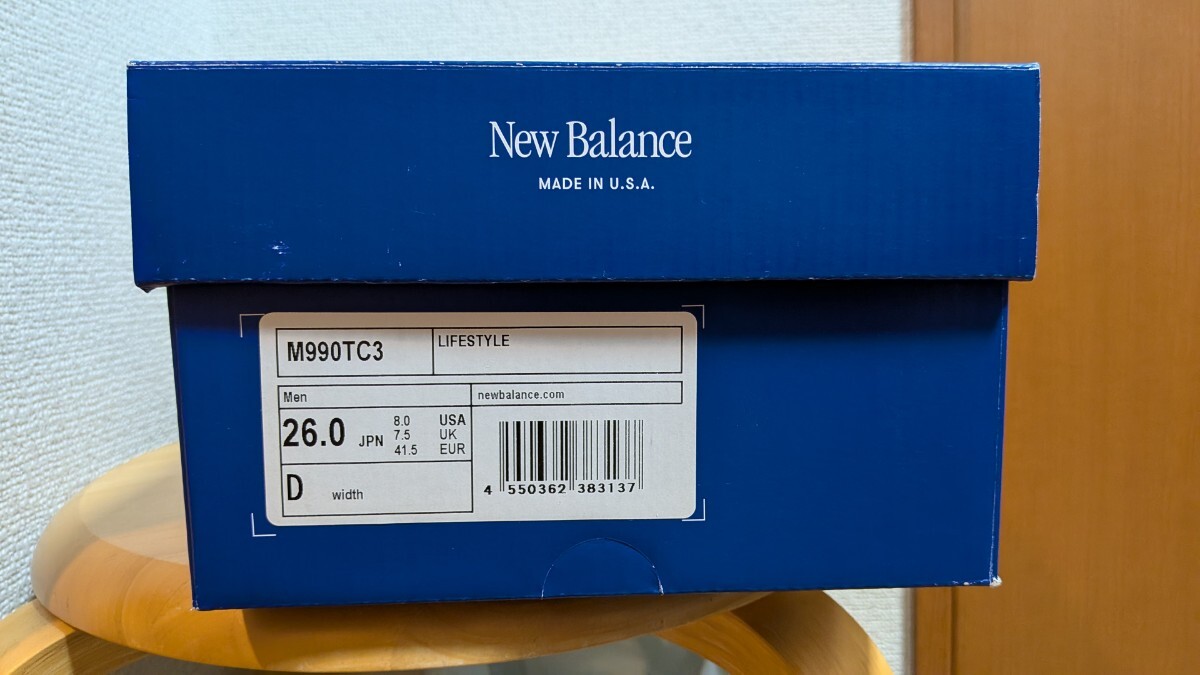 New Balance
MADE IN U.S.A.
M990TC3
LIFESTYLE
Men
newbalance.com
26.0 JPN
8.0 USA
7.5 UK
41.5 EUR
D width
4 550362 383137